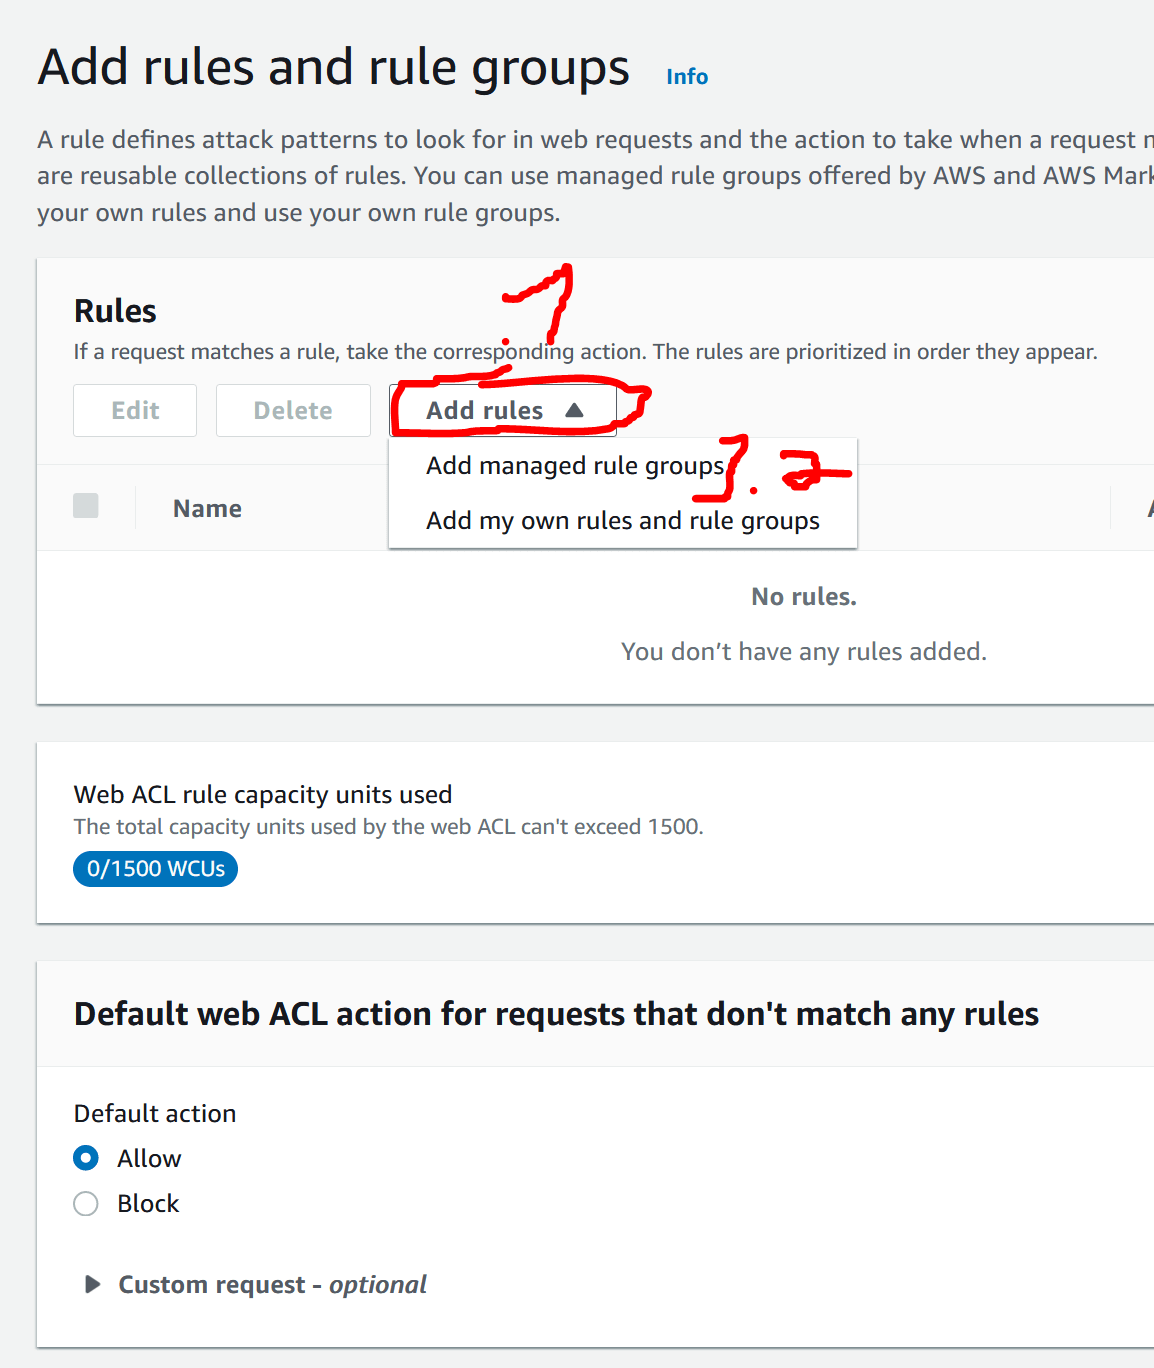 Add rules and rule groups Info
A rule defines attack patterns to look for in web requests and the action to take when a request
are reusable collections of rules. You can use managed rule groups offered by AWS and AWS
your own rules and use your own rule groups.
.1
Rules
If a request matches a rule, take the corresponding action. The rules are prioritized in order they appear.
Edit Delete Add rules
Add managed rule groups . 2
Name
Add my own rules and rule groups
No rules.
You don’t have any rules added.
Web ACL rule capacity units used
The total capacity units used by the web ACL can't exceed 1500.
0/1500 WCUs
Default web ACL action for requests that don't match any rules
Default action
Allow
Block
Custom request - optional